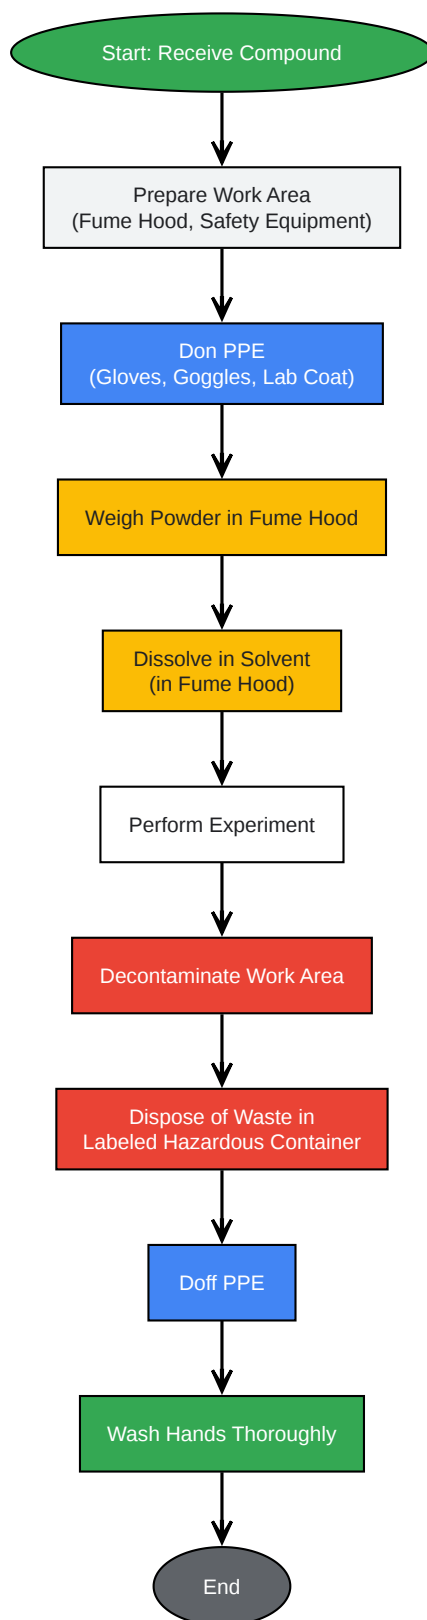 Start: Receive Compound
Prepare Work Area
(Fume Hood, Safety Equipment)
Don PPE
(Gloves, Goggles, Lab Coat)
Weigh Powder in Fume Hood
Dissolve in Solvent
(in Fume Hood)
Perform Experiment
Decontaminate Work Area
Dispose of Waste in
Labeled Hazardous Container
Doff PPE
Wash Hands Thoroughly
End